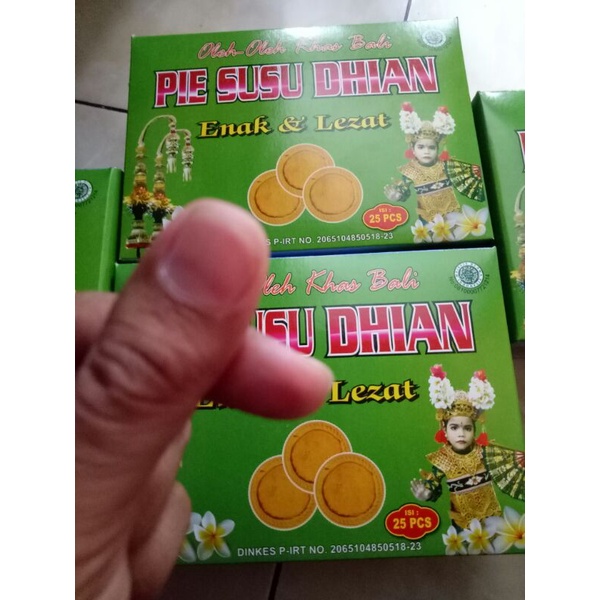 Oleh-Oleh Khas Bali
PIE SUSU DHIAN
Enak & Lezat
ISI :
25 PCS
DINKES P-IRT NO. 2065104850518-23
Oleh Khas Bali
SUSU DHIAN
Lezat
ISI :
25 PCS
DINKES P-IRT NO. 2065104850518-23